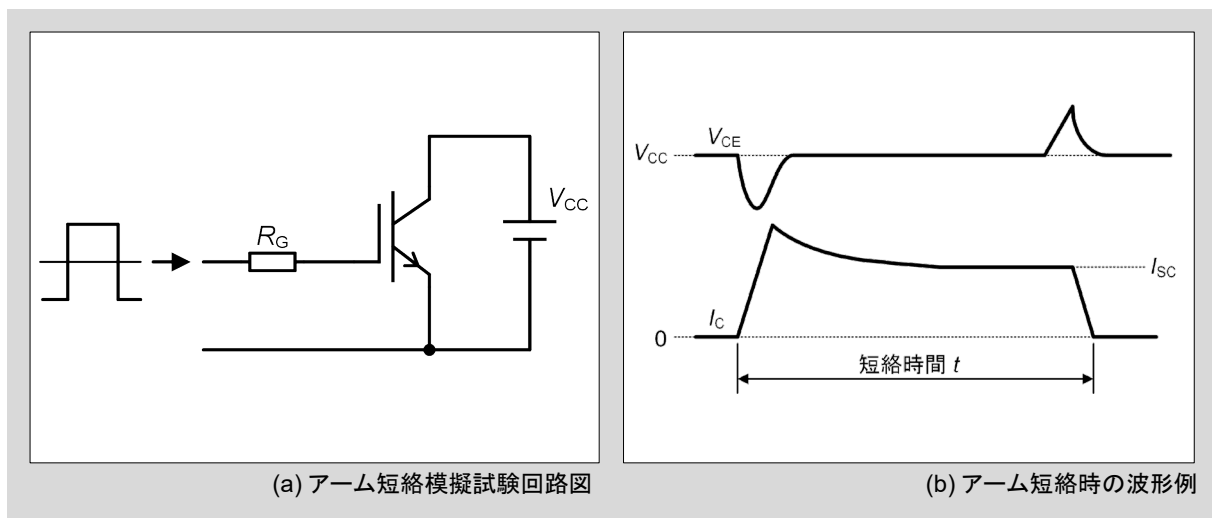 R_G
V_CC
(a) アーム短絡模擬試験回路図
V_CC
V_CE
I_SC
I_C
0
短絡時間 t
(b) アーム短絡時の波形例